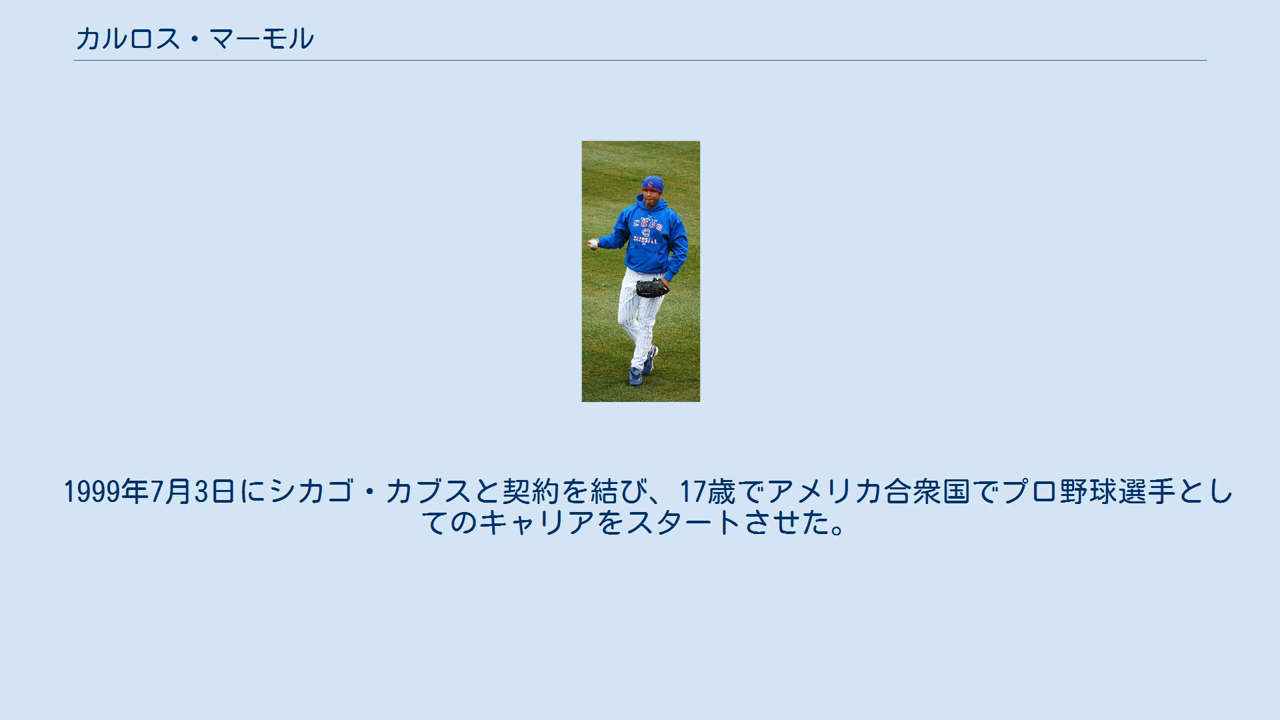 カルロス・マーモル
CUBS
BASEBALL
1999年7月3日にシカゴ・カブスと契約を結び、17歳でアメリカ合衆国でプロ野球選手とし
てのキャリアをスタートさせた。